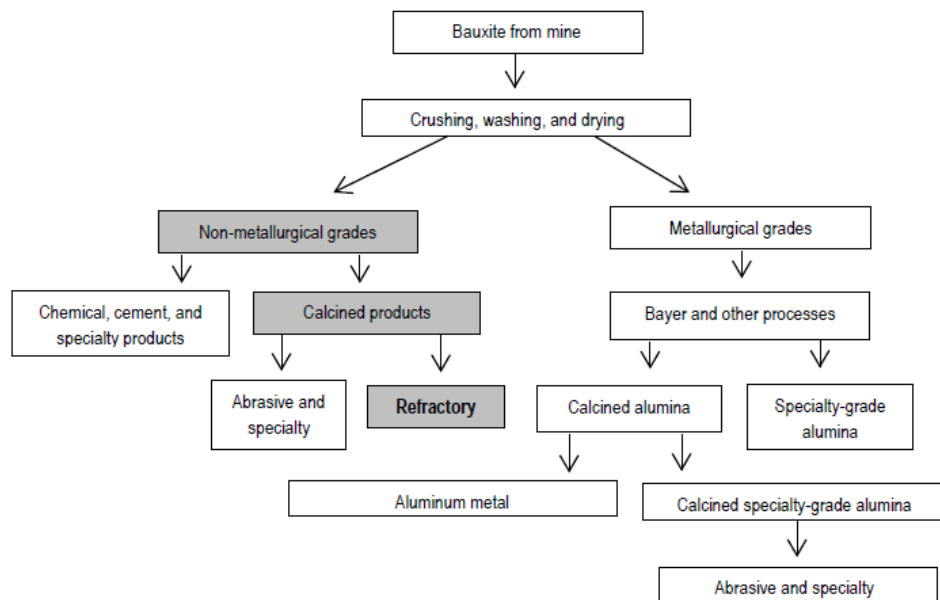 Bauxite from mine
Crushing, washing, and drying
Non-metallurgical grades
Metallurgical grades
Chemical, cement, and
specialty products
Calcined products
Bayer and other processes
Abrasive and
specialty
Refractory
Calcined alumina
Specialty-grade
alumina
Aluminum metal
Calcined specialty-grade alumina
Abrasive and specialty